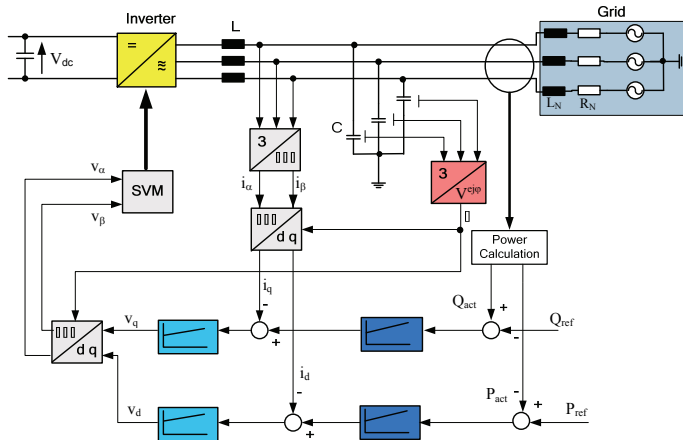 Inverter
L
Grid
=
≈
V_dc
L_N
R_N
C
3
3
V^ejφ
v_α
i_α
i_β
SVM
v_β
d q
Power
Calculation
i_q
-
Q_act
+
Q_ref
v_q
+
-
d q
i_d
-
P_act
-
+
v_d
+
P_ref